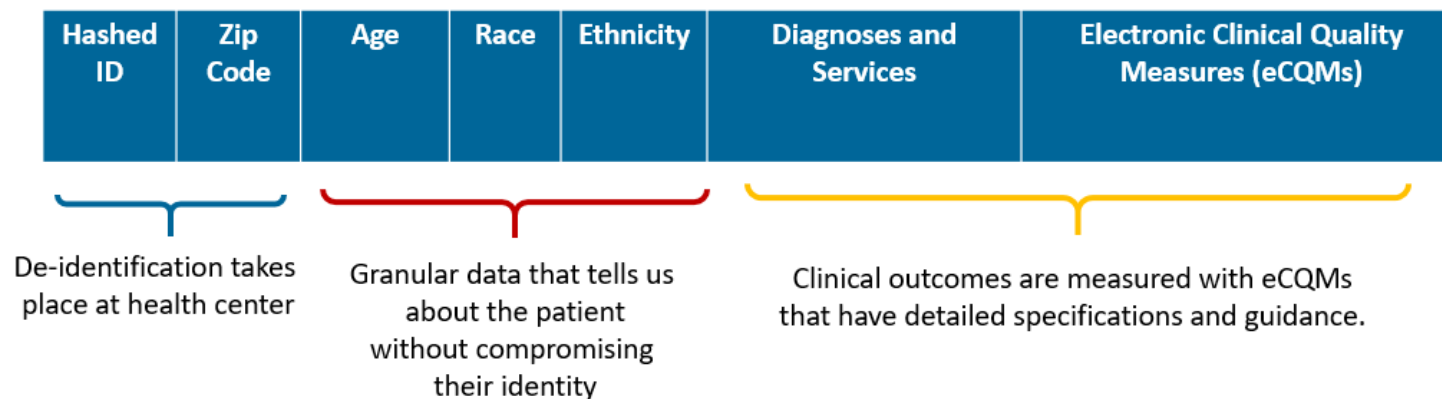 Hashed ID
Zip Code
Age
Race
Ethnicity
Diagnoses and Services
Electronic Clinical Quality Measures (eCQMs)
De-identification takes
place at health center
Granular data that tells us
about the patient
without compromising
their identity
Clinical outcomes are measured with eCQMs
that have detailed specifications and guidance.